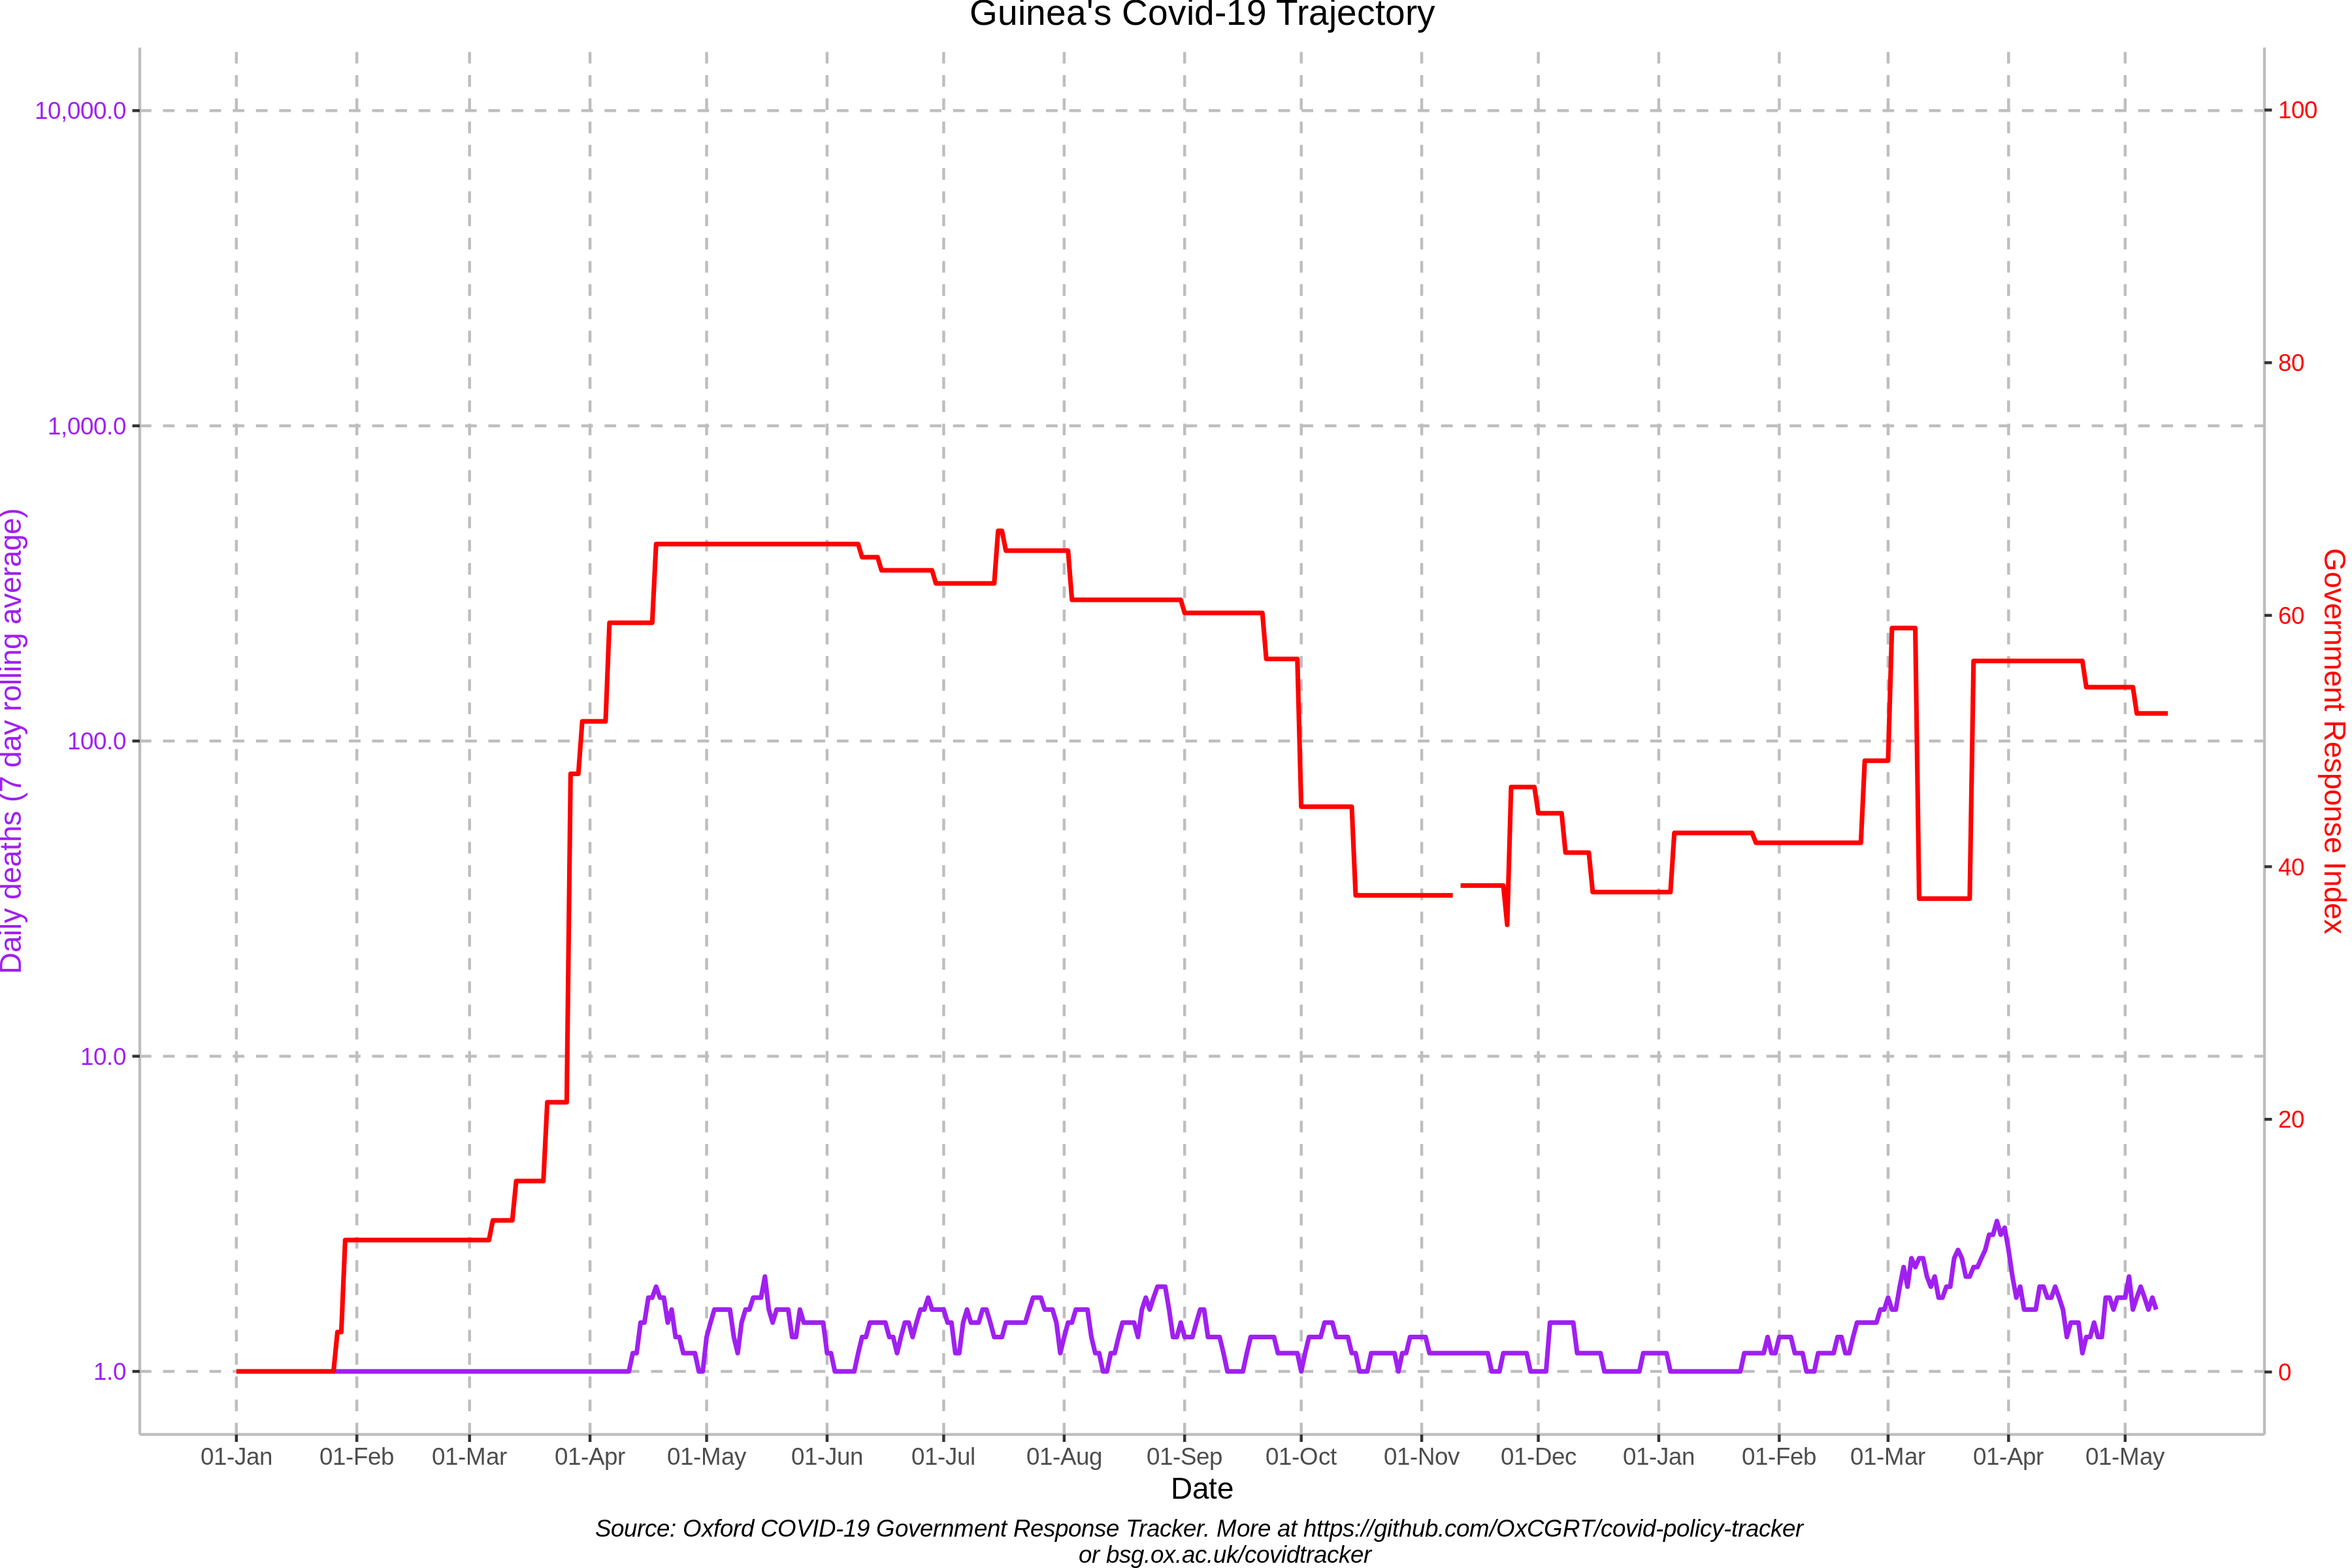 Guinea's Covid-19 Trajectory
10,000.0
1,000.0
100.0
10.0
1.0
Daily deaths (7 day rolling average)
100
80
60
40
20
0
Government Response Index
01-Jan 01-Feb 01-Mar 01-Apr 01-May 01-Jun 01-Jul 01-Aug 01-Sep 01-Oct 01-Nov 01-Dec 01-Jan 01-Feb 01-Mar 01-Apr 01-May
Date
Source: Oxford COVID-19 Government Response Tracker. More at https://github.com/OxCGRT/covid-policy-tracker
or bsg.ox.ac.uk/covidtracker